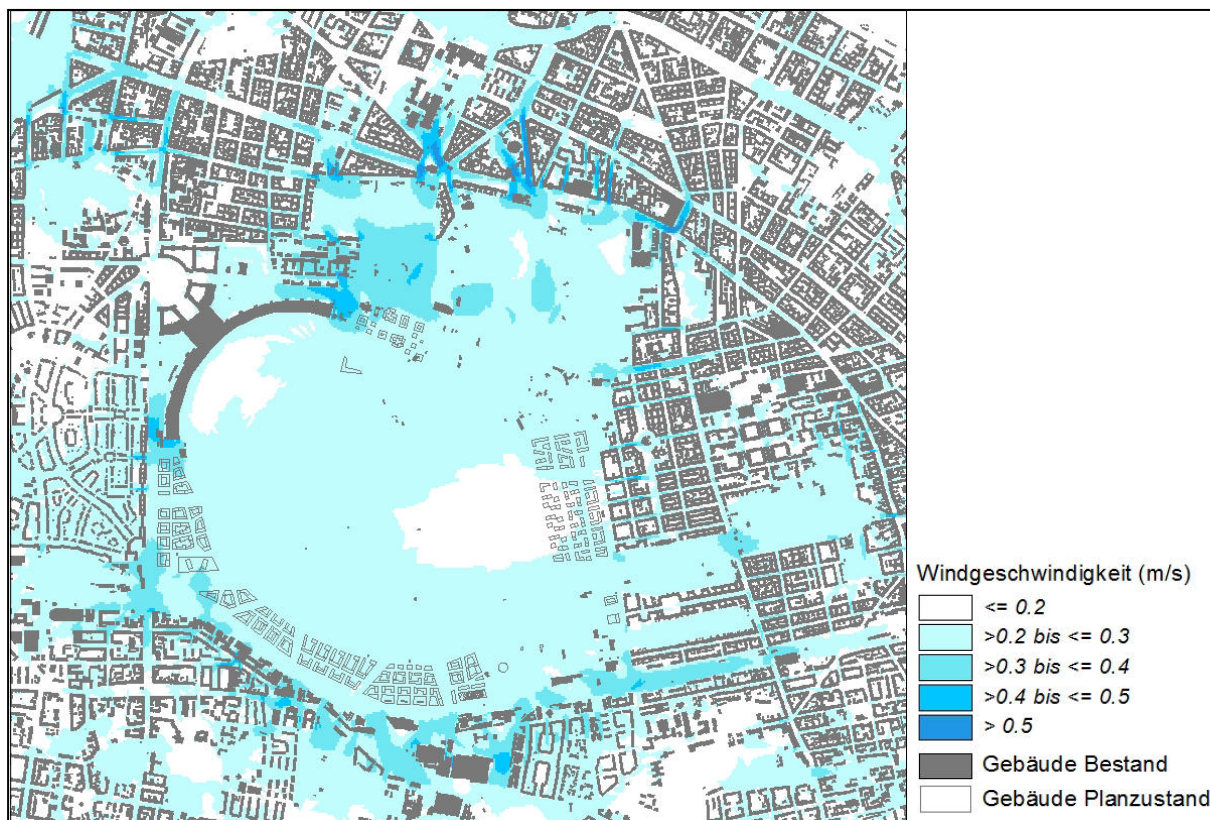 Windgeschwindigkeit (m/s)
<= 0.2
>0.2 bis <= 0.3
>0.3 bis <= 0.4
>0.4 bis <= 0.5
> 0.5
Gebäude Bestand
Gebäude Planzustand